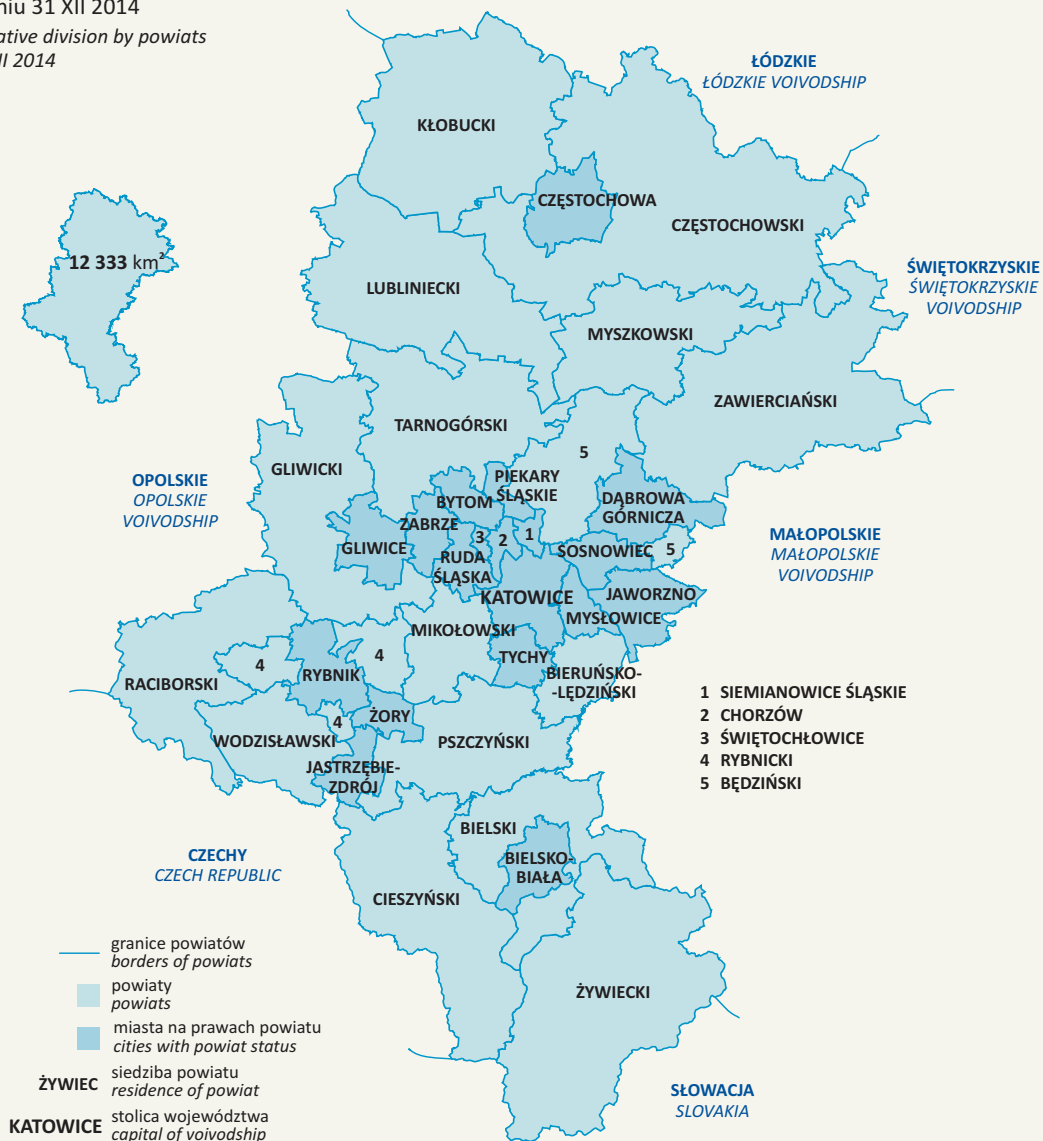 niu 31 XII 2014
ative division by powiats
II 2014
ŁÓDZKIE
ŁÓDZKIE VOIVODSHIP
KŁOBUCKI
CZĘSTOCHOWA
CZĘSTOCHOWSKI
12 333 km²
ŚWIĘTOKRZYSKIE
ŚWIĘTOKRZYSKIE
VOIVODSHIP
LUBLINIECKI
MYSZKOWSKI
ZAWIERCIAŃSKI
TARNOGÓRSKI
5
GLIWICKI
OPOLSKIE
OPOLSKIE
VOIVODSHIP
PIEKARY
ŚLĄSKIE
BYTOM
DĄBROWA
GÓRNICZA
ZABRZE
GLIWICE
3
2
1
RUDA
ŚLĄSKA
SOSNOWIEC
5
MAŁOPOLSKIE
MAŁOPOLSKIE
VOIVODSHIP
KATOWICE
JAWORZNO
MYSŁOWICE
MIKOŁOWSKI
TYCHY
BIERUŃSKO-
-LĘDZIŃSKI
4
4
RYBNIK
RACIBORSKI
4
ŻORY
WODZISŁAWSKI
PSZCZYŃSKI
JASTRZĘBIE-
ZDRÓJ
1 SIEMIANOWICE ŚLĄSKIE
2 CHORZÓW
3 ŚWIĘTOCHŁOWICE
4 RYBNICKI
5 BĘDZIŃSKI
BIELSKI
BIELSKO-
BIAŁA
CZECHY
CZECH REPUBLIC
CIESZYŃSKI
ŻYWIECKI
SŁOWACJA
SLOVAKIA
granice powiatów
borders of powiats
powiaty
powiats
miasta na prawach powiatu
cities with powiat status
ŻYWIEC siedziba powiatu
residence of powiat
KATOWICE stolica województwa
capital of voivodship